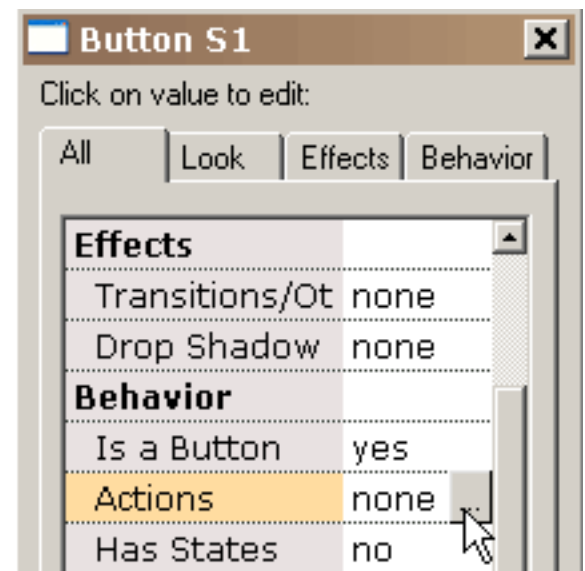 Button S1
Click on value to edit:
All Look Effects Behavior
Effects
Transitions/Ot none
Drop Shadow none
Behavior
Is a Button yes
Actions none ...
Has States no